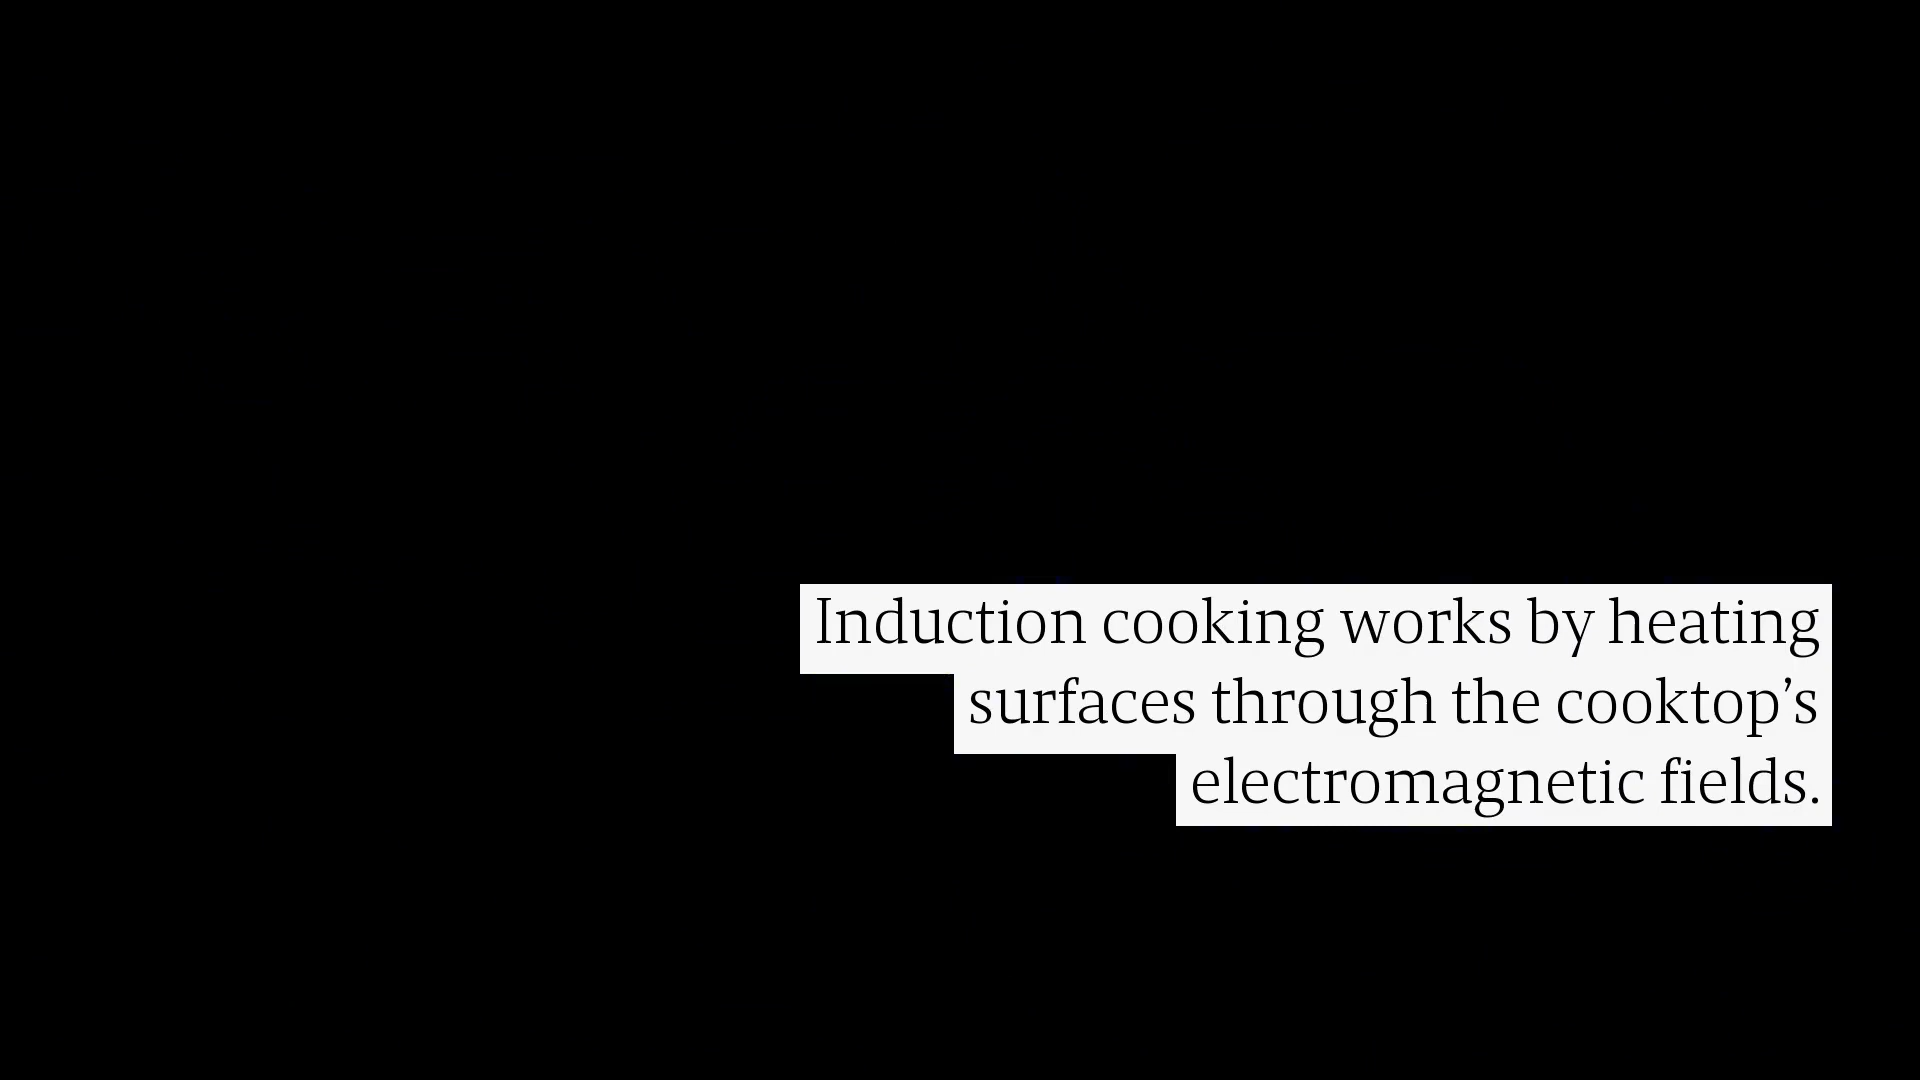 Induction cooking works by heating
surfaces through the cooktop’s
electromagnetic fields.